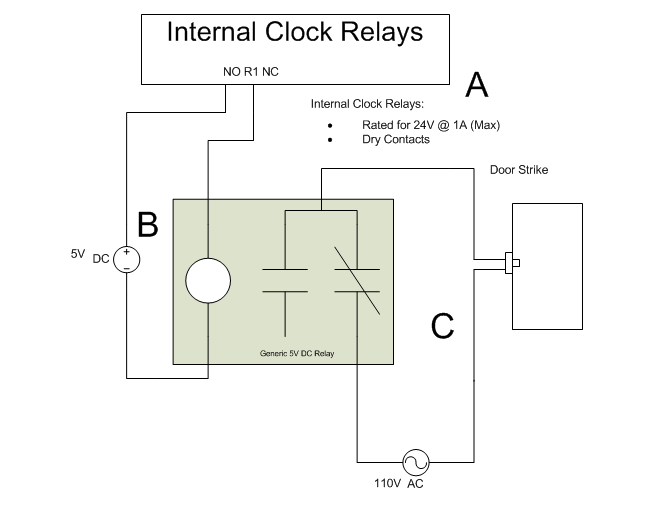 Internal Clock Relays
NO R1 NC
A
Internal Clock Relays:
• Rated for 24V @ 1A (Max)
• Dry Contacts
Door Strike
B
5V DC
+
−
C
Generic 5V DC Relay
110V AC